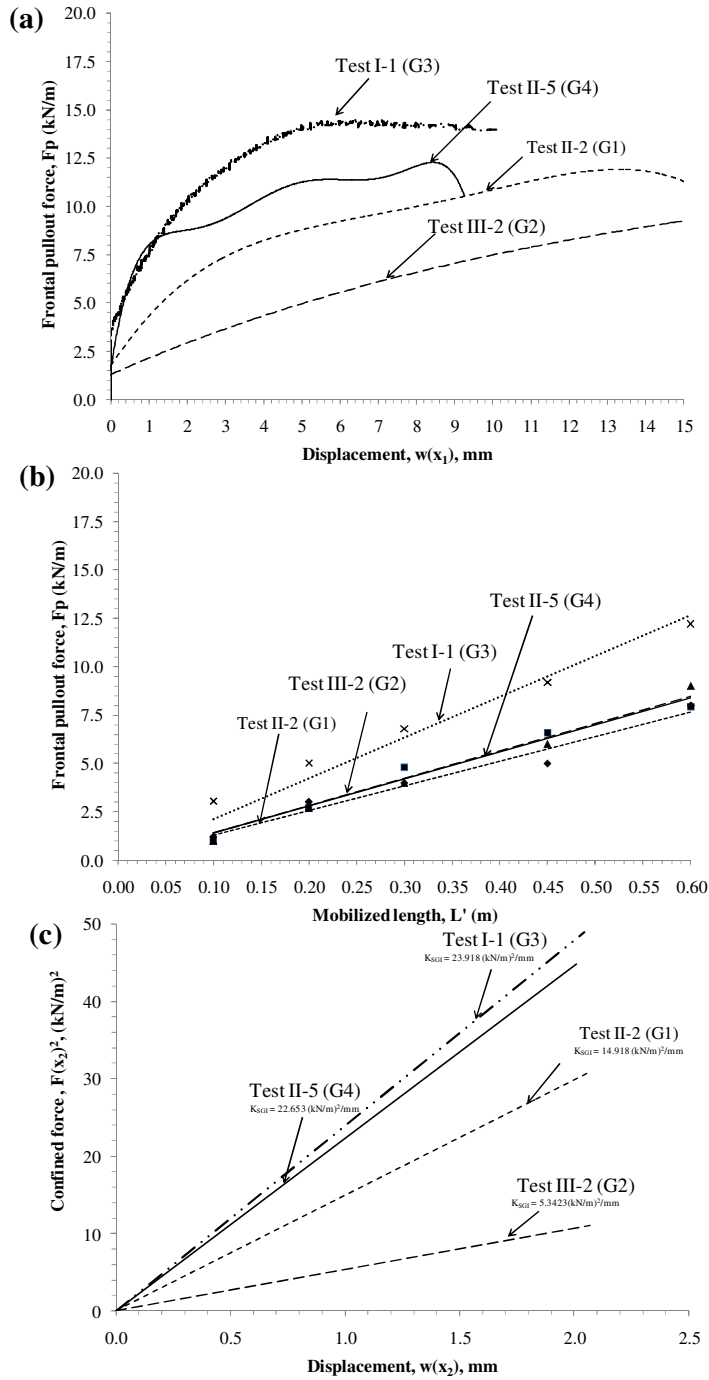 (a)
20.0
17.5
15.0
12.5
10.0
7.5
5.0
2.5
0.0
Frontal pullout force, Fp (kN/m)
Test I-1 (G3)
Test II-5 (G4)
Test II-2 (G1)
Test III-2 (G2)
0 1 2 3 4 5 6 7 8 9 10 11 12 13 14 15
Displacement, w(x₁), mm
(b)
20.0
17.5
15.0
12.5
10.0
7.5
5.0
2.5
0.0
Frontal pullout force, Fp (kN/m)
Test II-5 (G4)
Test I-1 (G3)
Test III-2 (G2)
Test II-2 (G1)
0.00 0.05 0.10 0.15 0.20 0.25 0.30 0.35 0.40 0.45 0.50 0.55 0.60
Mobilized length, L' (m)
(c)
50
40
30
20
10
0
Confined force , F(x₂)², (kN/m)²
Test I-1 (G3)
K_SGI = 23.918 (kN/m)²/mm
Test II-2 (G1)
K_SGI = 14.918 (kN/m)²/mm
Test II-5 (G4)
K_SGI = 22.653 (kN/m)²/mm
Test III-2 (G2)
K_SGI = 5.3423(kN/m)²/mm
0.0 0.5 1.0 1.5 2.0 2.5
Displacement, w(x₂), mm